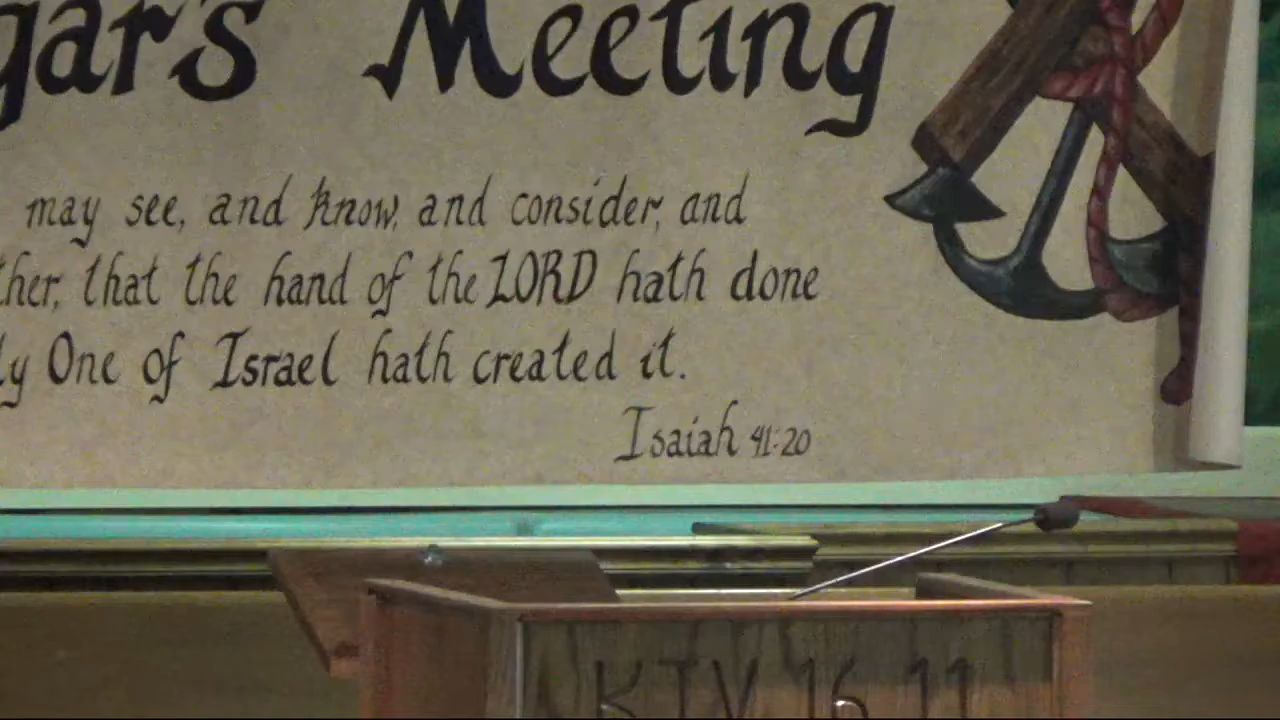 gar's Meeting
may see, and know, and consider, and
ther, that the hand of the LORD hath done
ly One of Israel hath created it.
Isaiah 41:20
KJV 16 11